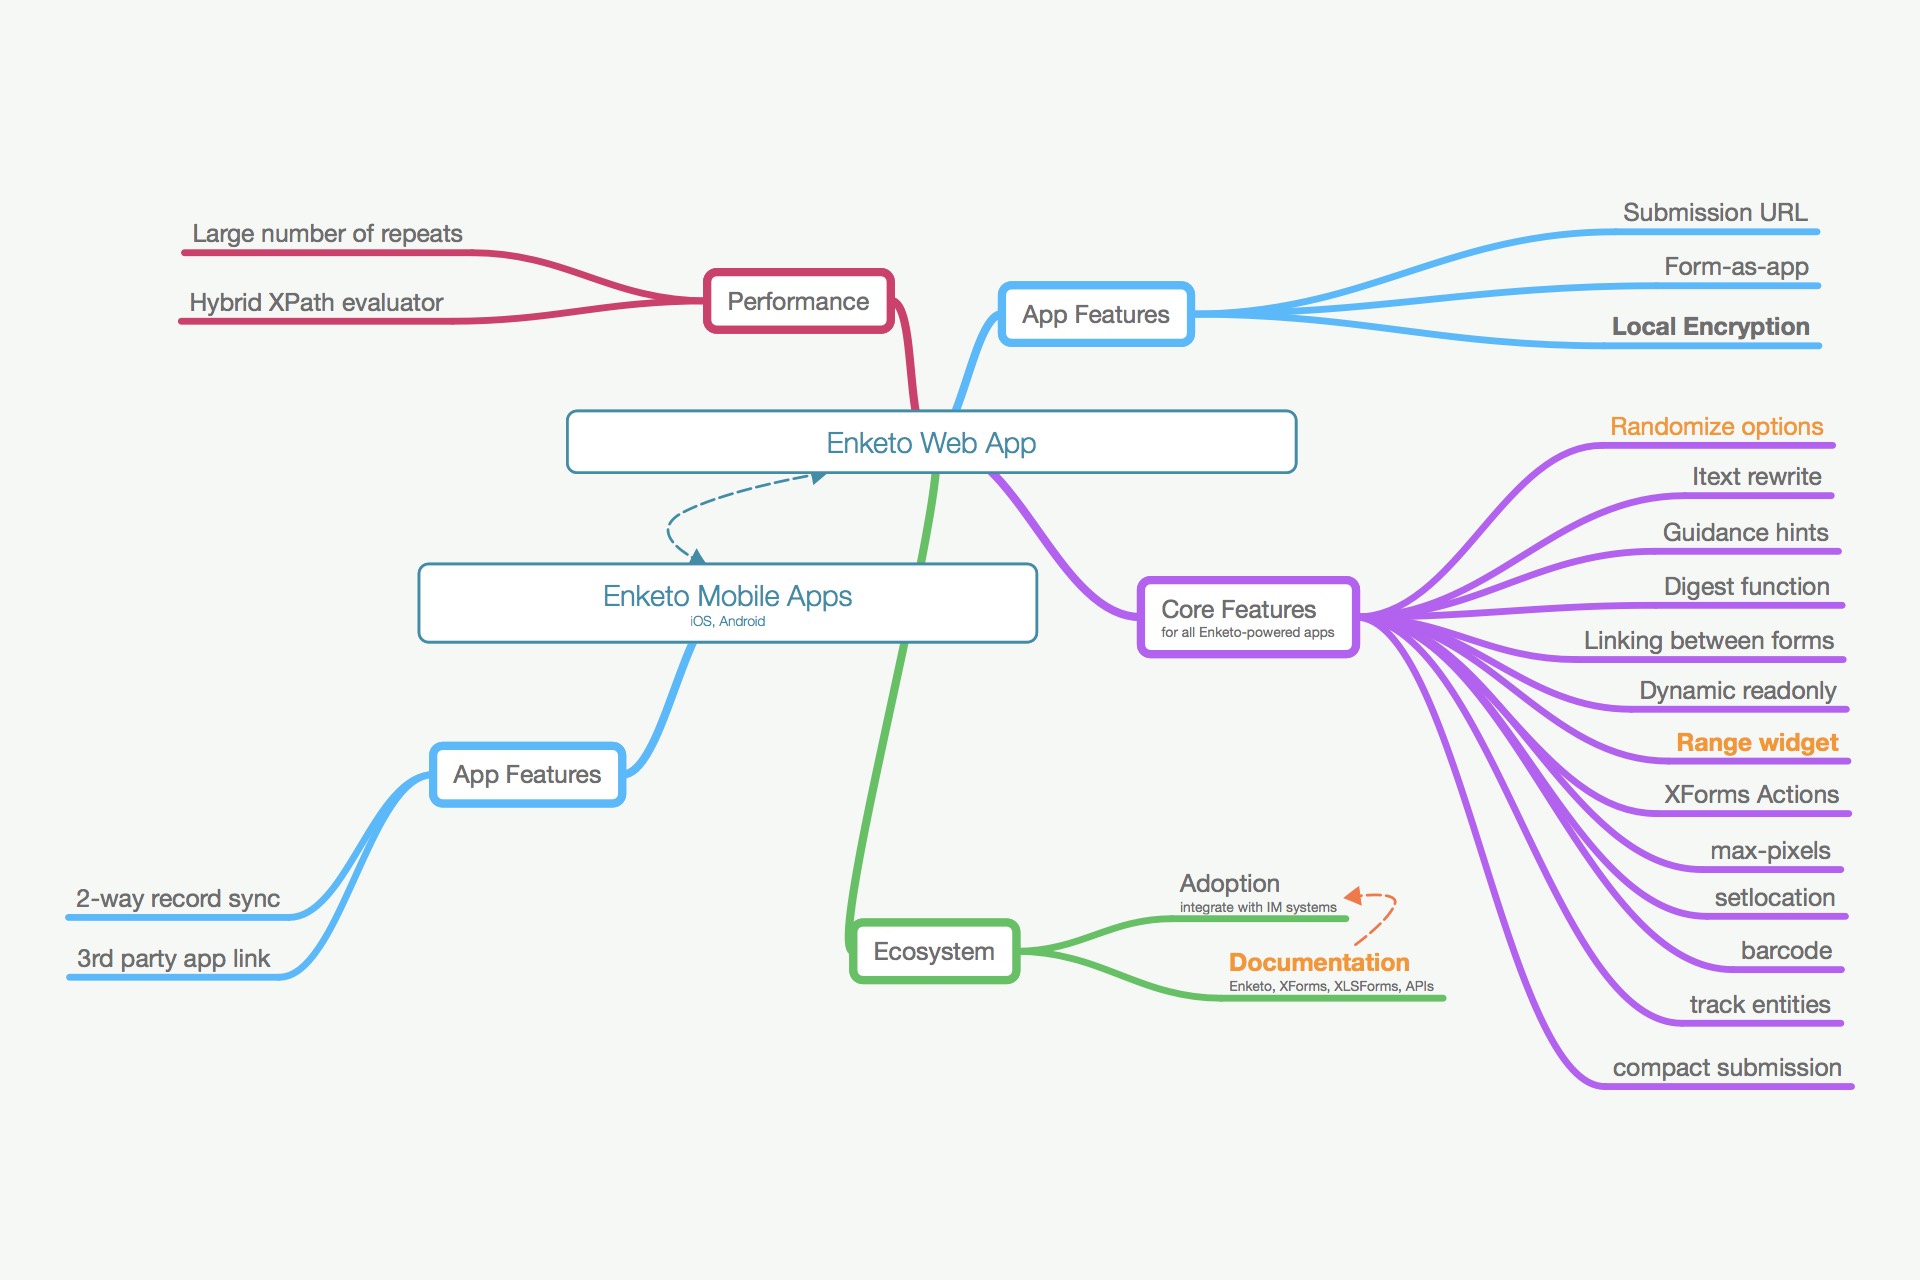 Large number of repeats
Hybrid XPath evaluator
Performance
App Features
Submission URL
Form-as-app
Local Encryption
Enketo Web App
Enketo Mobile Apps
iOS, Android
Core Features
for all Enketo-powered apps
Randomize options
Itext rewrite
Guidance hints
Digest function
Linking between forms
Dynamic readonly
Range widget
XForms Actions
max-pixels
setlocation
barcode
track entities
compact submission
App Features
2-way record sync
3rd party app link
Ecosystem
Adoption
integrate with IM systems
Documentation
Enketo, XForms, XLSForms, APIs